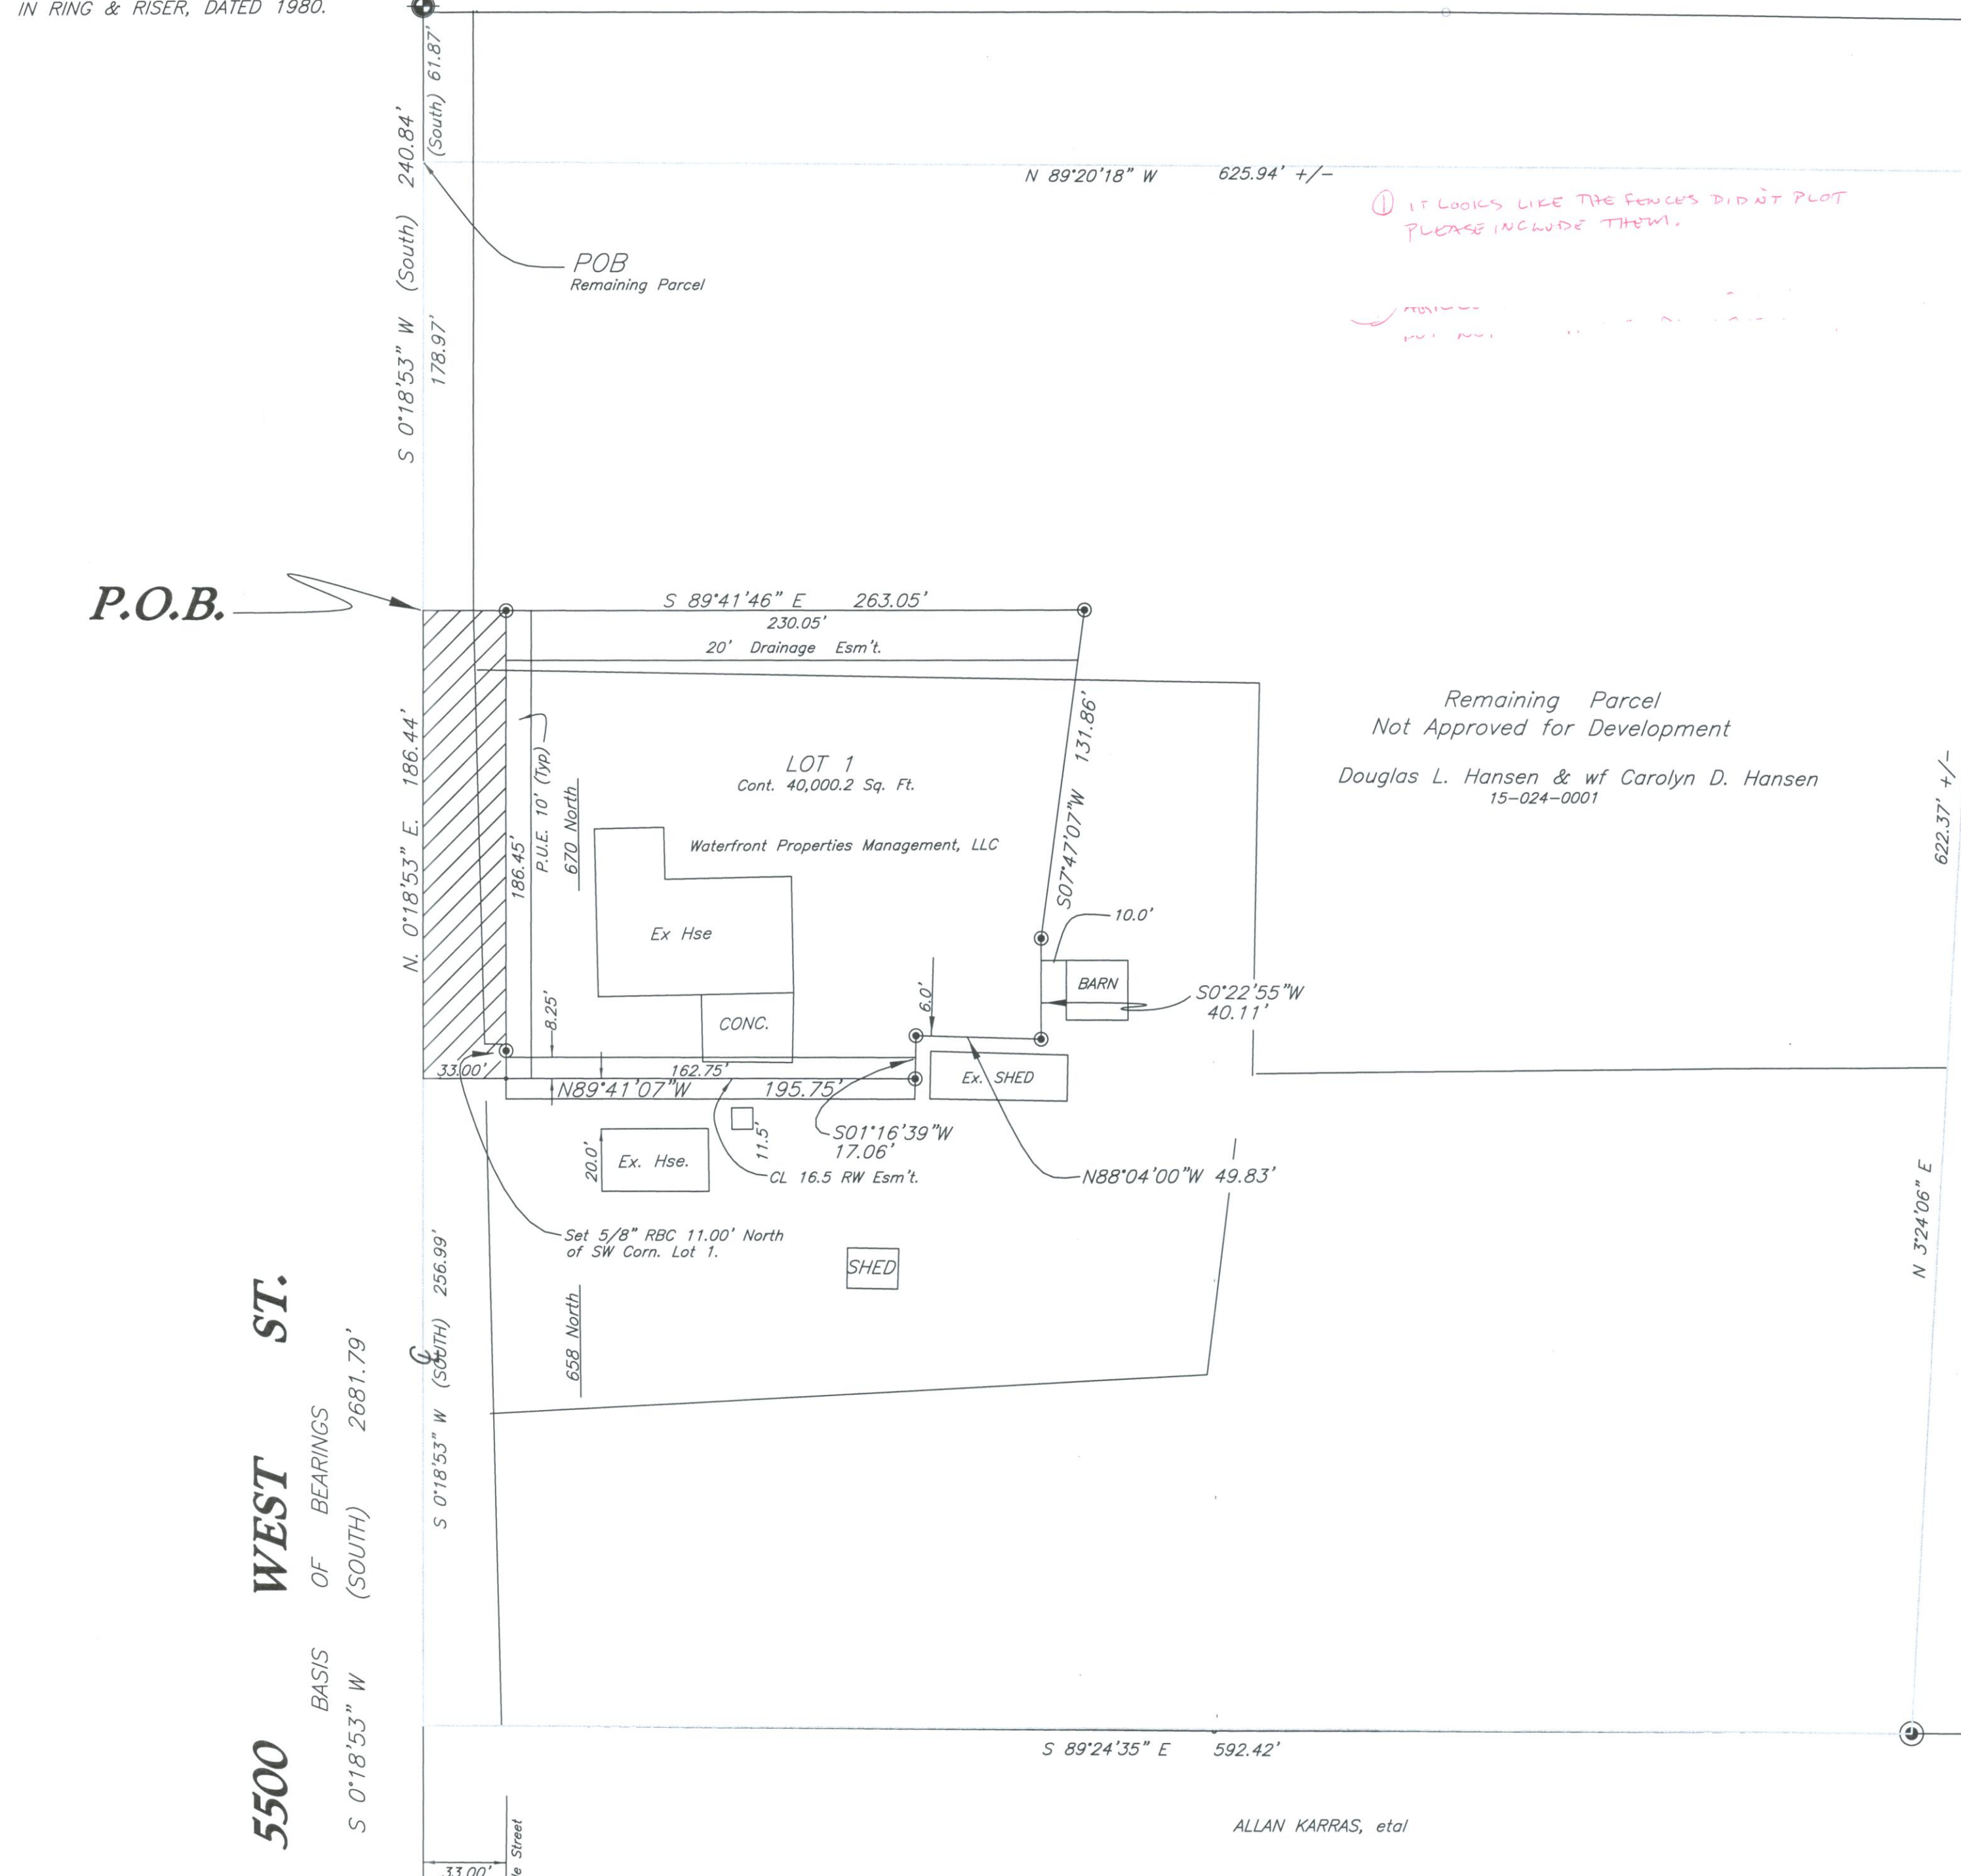 IN RING & RISER, DATED 1980.
(South) 61.87'
S 0°18'53" W (South) 240.84'
178.97'
N 89°20'18" W 625.94' +/-
① IT LOOKS LIKE THE FENCES DIDN'T PLOT
PLEASE INCLUDE THEM.
POB
Remaining Parcel
P.O.B.
S 89°41'46" E 263.05'
230.05'
20' Drainage Esm't.
N. 0°18'53" E. 186.44'
186.45'
P.U.E. 10' (Typ)
670 North
LOT 1
Cont. 40,000.2 Sq. Ft.
Waterfront Properties Management, LLC
S07°47'07"W 131.86'
Remaining Parcel
Not Approved for Development
Douglas L. Hansen & wf Carolyn D. Hansen
15-024-0001
622.37' +/-
N 3°24'06" E
Ex Hse
CONC.
10.0'
BARN
S0°22'55"W
40.11'
6.0'
8.25'
33.00'
162.75'
N89°41'07"W 195.75'
Ex. SHED
S01°16'39"W
17.06'
11.5'
20.0'
Ex. Hse.
CL 16.5 RW Esm't.
N88°04'00"W 49.83'
Set 5/8" RBC 11.00' North
of SW Corn. Lot 1.
SHED
658 North
S 0°18'53" W (SOUTH) 256.99'
℄
5500 WEST ST.
BASIS OF BEARINGS
S 0°18'53" W (SOUTH) 2681.79'
S 89°24'35" E 592.42'
ALLAN KARRAS, etal
33.00'
Street